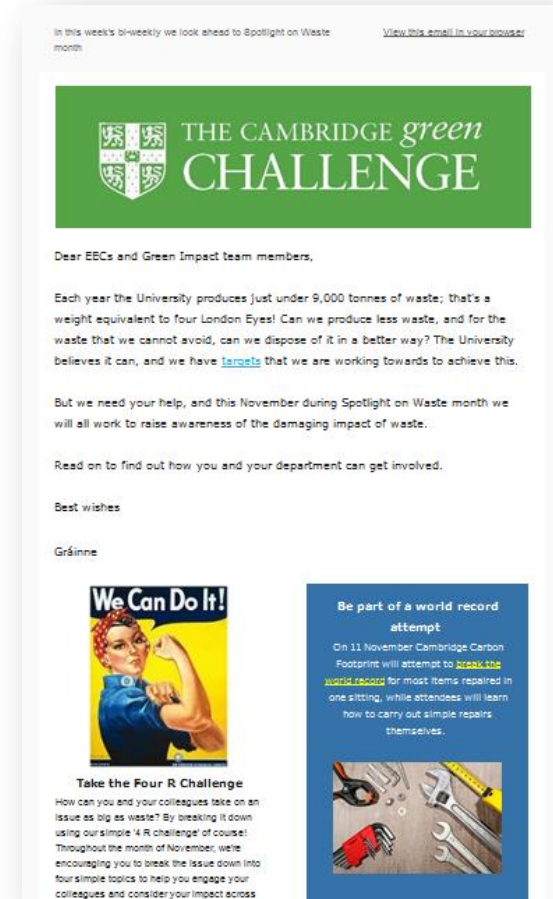 In this week's bi-weekly we look ahead to Spotlight on Waste
month
View this email in your browser
THE CAMBRIDGE green
CHALLENGE
Dear EECs and Green Impact team members,
Each year the University produces just under 9,000 tonnes of waste; that's a
weight equivalent to four London Eyes! Can we produce less waste, and for the
waste that we cannot avoid, can we dispose of it in a better way? The University
believes it can, and we have targets that we are working towards to achieve this.
But we need your help, and this November during Spotlight on Waste month we
will all work to raise awareness of the damaging impact of waste.
Read on to find out how you and your department can get involved.
Best wishes
Gráinne
We Can Do It!
Take the Four R Challenge
How can you and your colleagues take on an
issue as big as waste? By breaking it down
using our simple '4 R challenge' of course!
Throughout the month of November, we're
encouraging you to break the issue down into
four simple topics to help you engage your
colleagues and consider your impact across
Be part of a world record
attempt
On 11 November Cambridge Carbon
Footprint will attempt to break the
world record for most items repaired in
one sitting, while attendees will learn
how to carry out simple repairs
themselves.